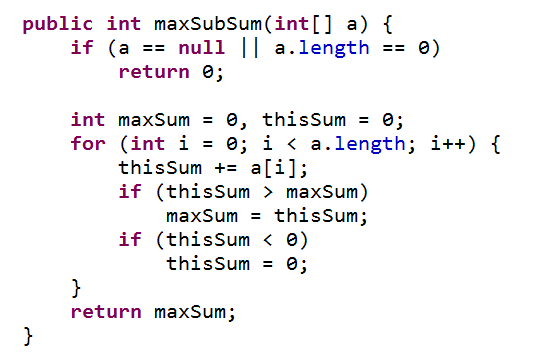 public int maxSubSum(int[] a) {
    if (a == null || a.length == 0)
        return 0;

    int maxSum = 0, thisSum = 0;
    for (int i = 0; i < a.length; i++) {
        thisSum += a[i];
        if (thisSum > maxSum)
            maxSum = thisSum;
        if (thisSum < 0)
            thisSum = 0;
    }
    return maxSum;
}